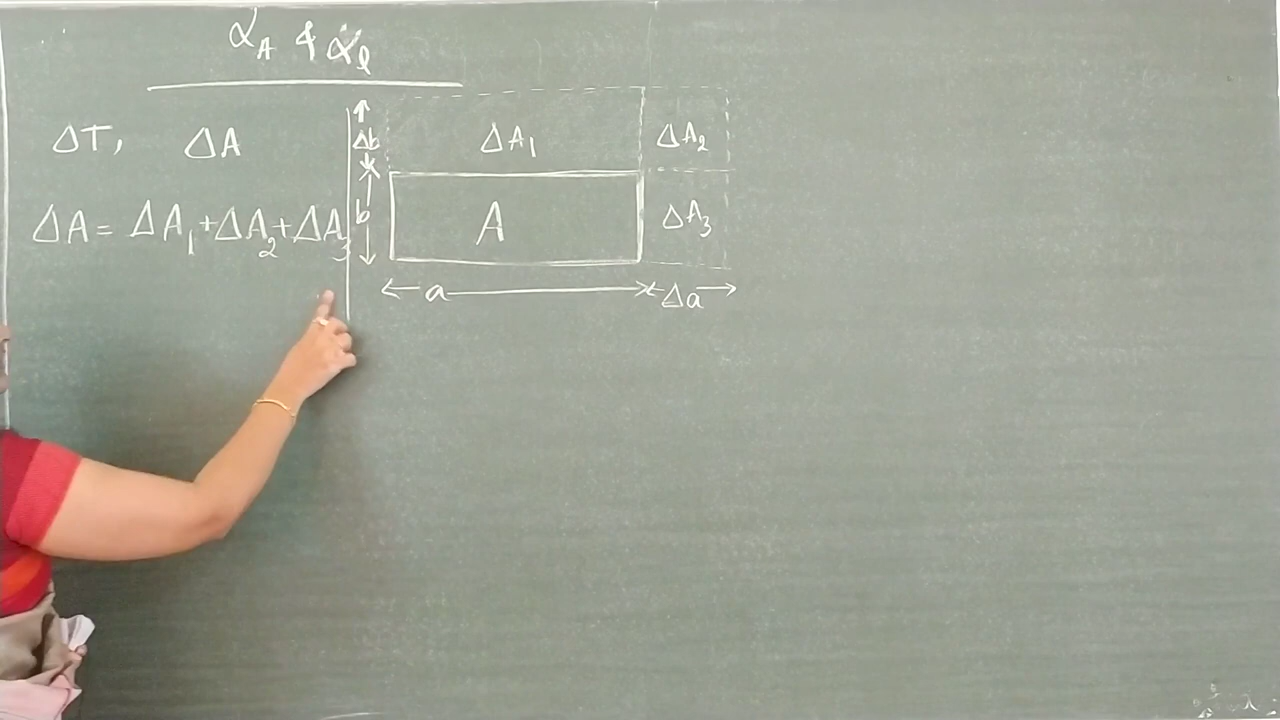 α_A & α_l
ΔT, ΔA
ΔA = ΔA₁+ΔA₂+ΔA₃
Δb
b
ΔA₁
ΔA₂
A
ΔA₃
a
Δa